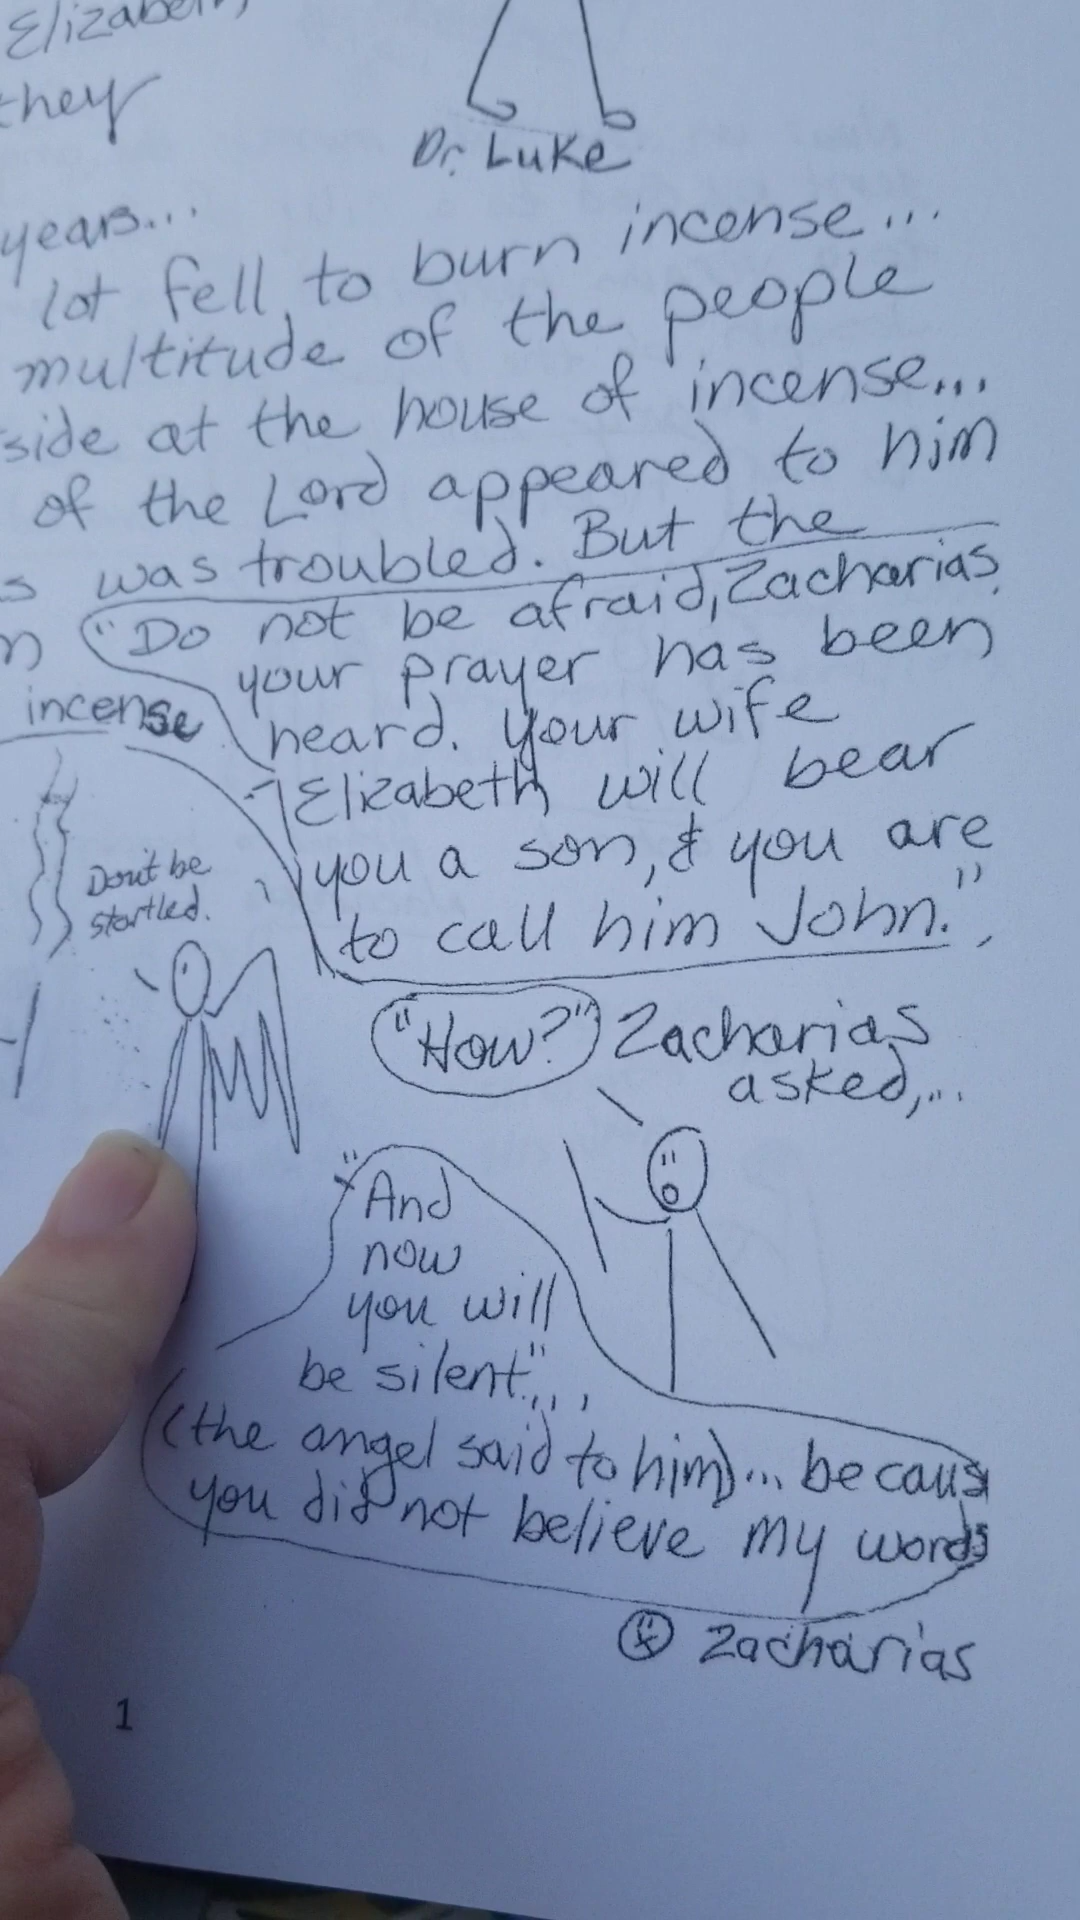 Elizabeth,
they
Dr. Luke
years...
lot fell to burn incense...
multitude of the people
side at the house of incense...
of the Lord appeared to him
s was troubled. But the
"Do not be afraid, Zacharias,
your prayer has been
heard. Your wife
Elizabeth will bear
you a son, & you are
to call him John."
incense
Don't be
startled.
"How?" Zacharias
asked,...
"And
now
you will
be silent"...
(the angel said to him)... because
you did not believe my words
Zacharias
1